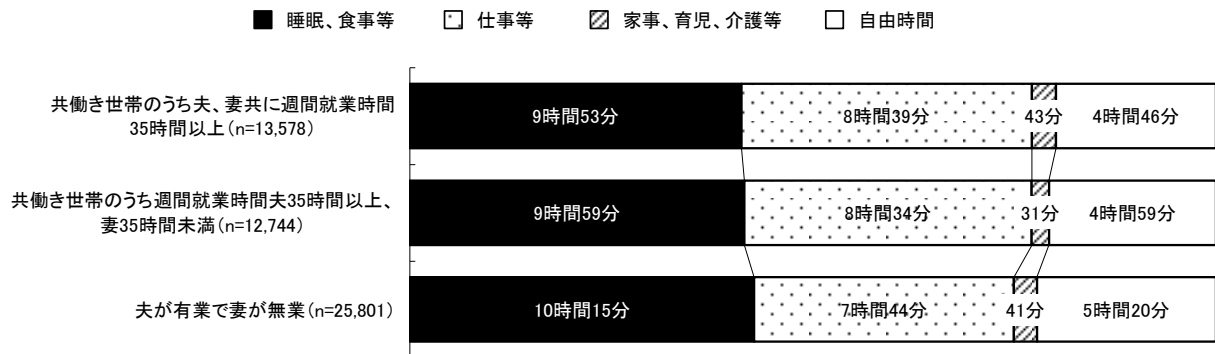 睡眠、食事等 仕事等 家事、育児、介護等 自由時間
共働き世帯のうち夫、妻共に週間就業時間
35時間以上(n=13,578)
9時間53分 8時間39分 43分 4時間46分
共働き世帯のうち週間就業時間夫35時間以上、
妻35時間未満(n=12,744)
9時間59分 8時間34分 31分 4時間59分
夫が有業で妻が無業(n=25,801)
10時間15分 7時間44分 41分 5時間20分